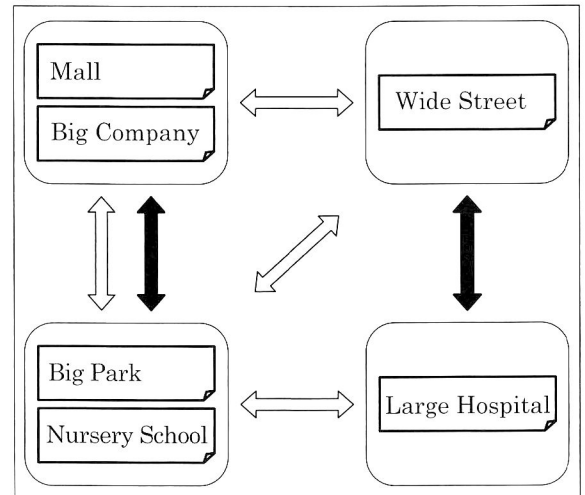 Mall
Big Company
Wide Street
Big Park
Nursery School
Large Hospital